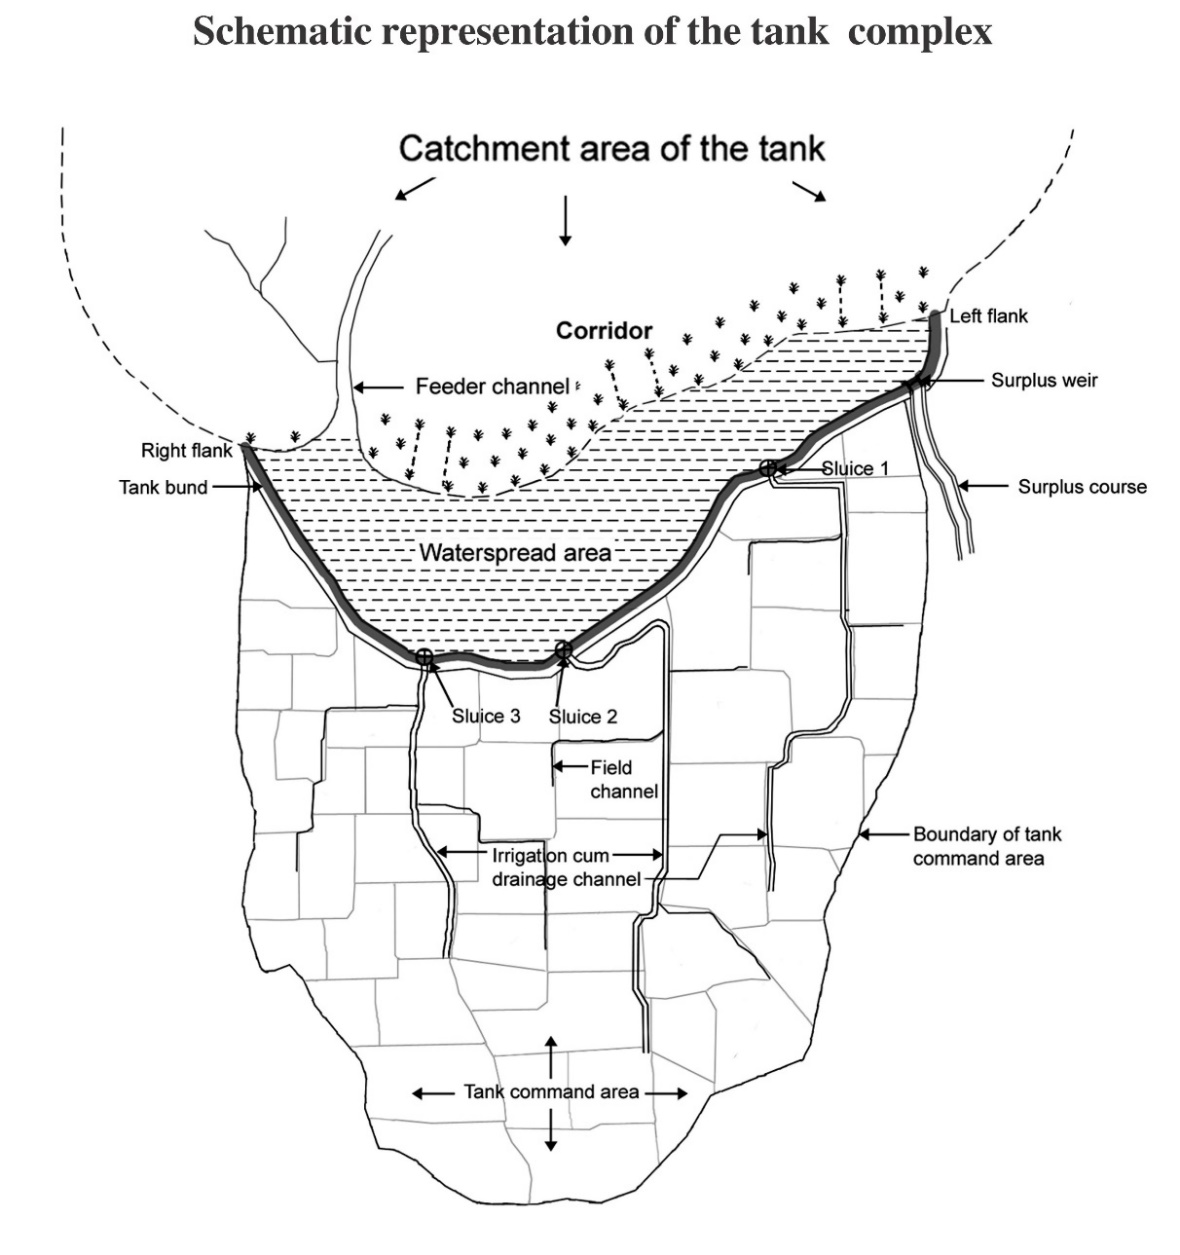 Schematic representation of the tank complex
Catchment area of the tank
Corridor
Left flank
Feeder channel
Surplus weir
Right flank
Sluice 1
Tank bund
Surplus course
Waterspread area
Sluice 3
Sluice 2
Field
channel
Boundary of tank
command area
Irrigation cum
drainage channel
Tank command area